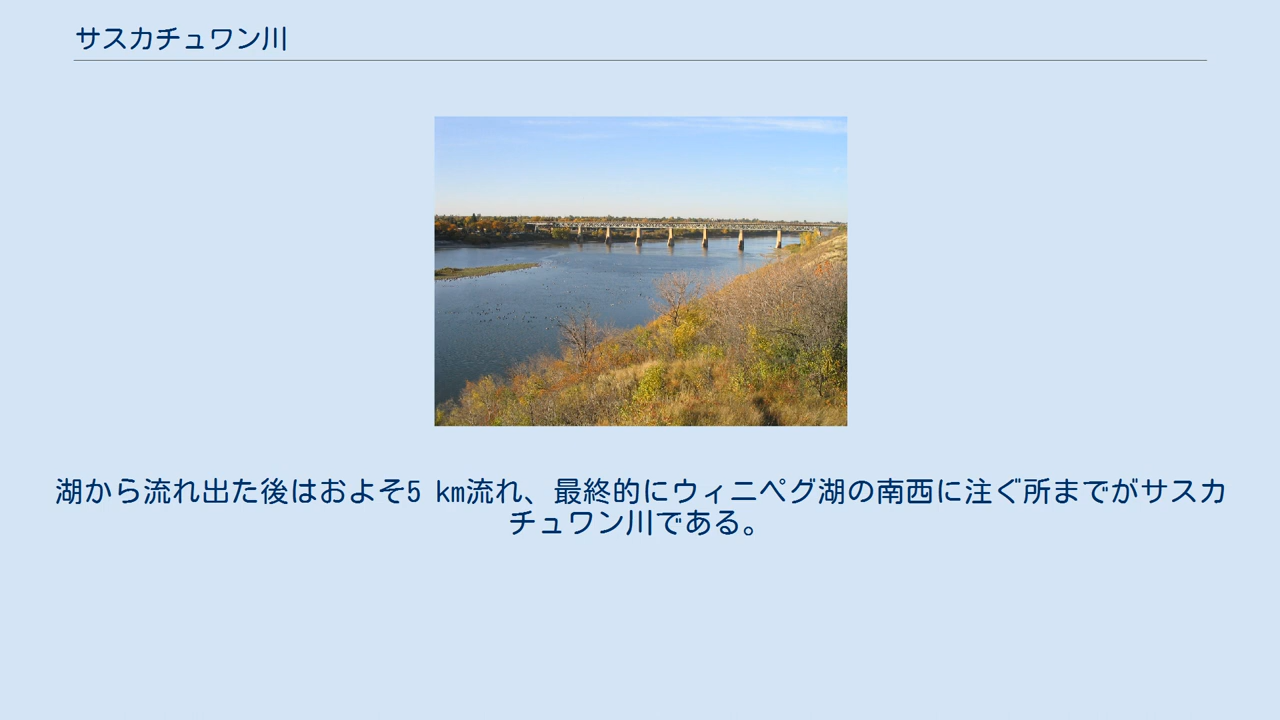 サスカチュワン川
湖から流れ出た後はおよそ5 km流れ、最終的にウィニペグ湖の南西に注ぐ所までがサスカ
チュワン川である。